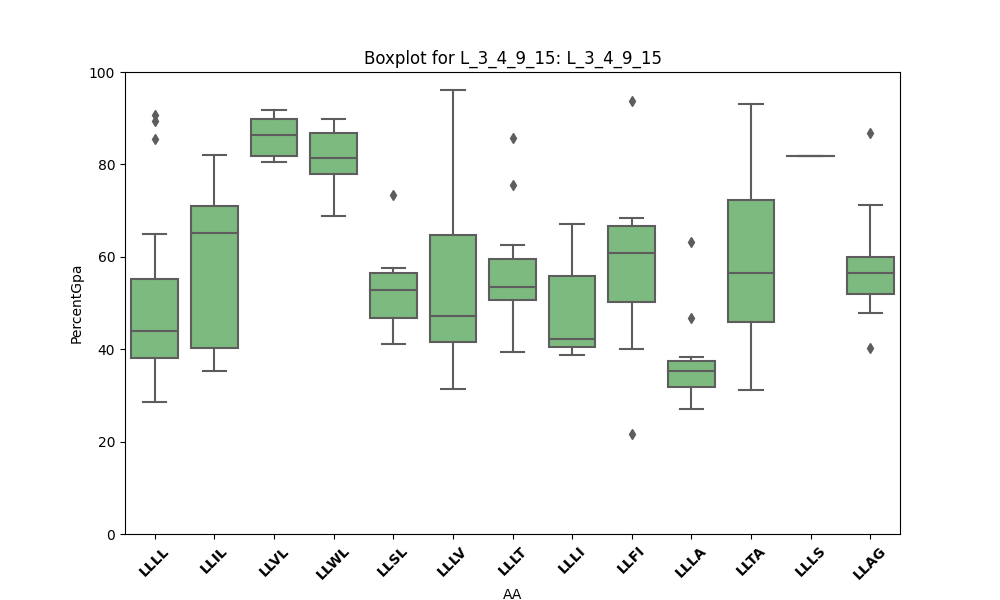 Boxplot for L_3_4_9_15: L_3_4_9_15
100
80
60
40
20
0
PercentGpa
LLLL LLIL LLVL LLWL LLSL LLLV LLLT LLLI LLFI LLLA LLTA LLLS LLAG
AA